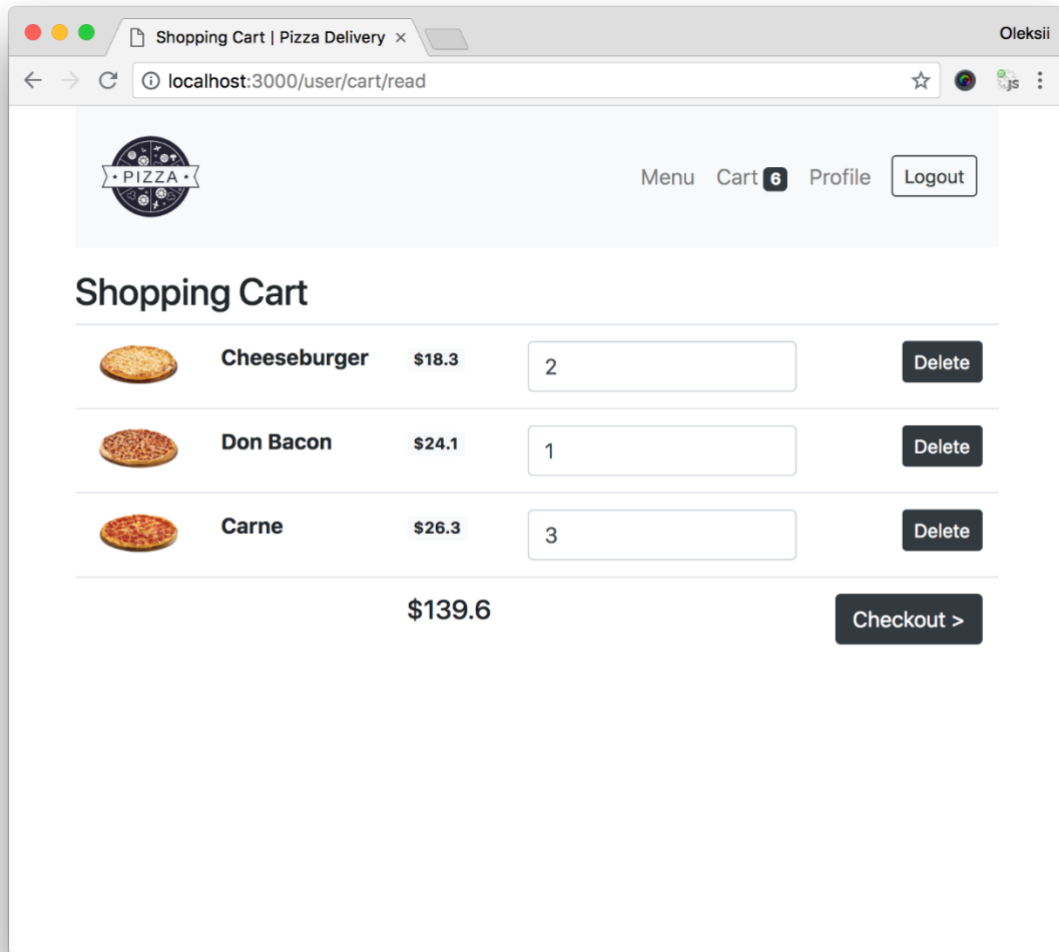 Shopping Cart | Pizza Delivery ×
Oleksii
localhost:3000/user/cart/read
JS
• PIZZA •
Menu Cart 6 Profile Logout
Shopping Cart
Cheeseburger $18.3 2 Delete
Don Bacon $24.1 1 Delete
Carne $26.3 3 Delete
$139.6 Checkout >